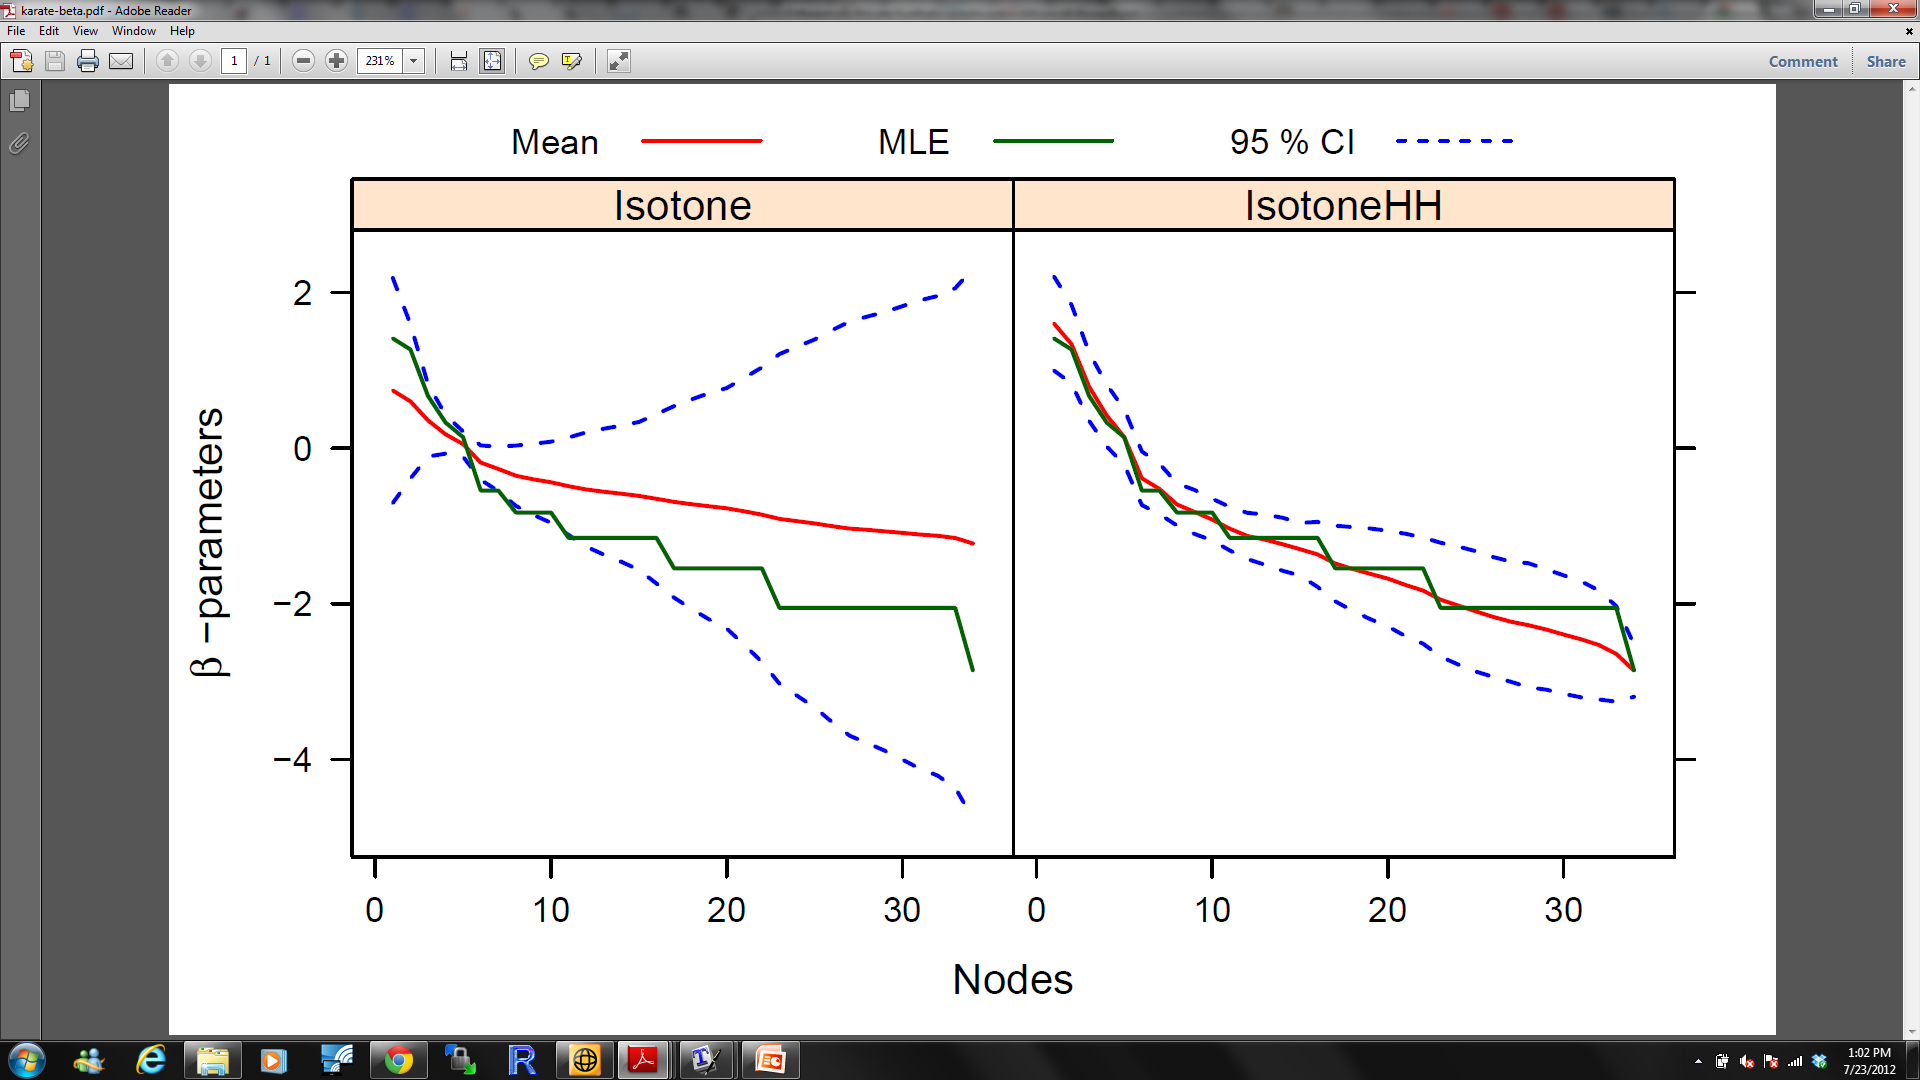 karate-beta.pdf - Adobe Reader
File Edit View Window Help
1 / 1 231% Comment Share
Mean MLE 95 % CI
Isotone IsotoneHH
β −parameters
2
0
−2
−4
0 10 20 30 0 10 20 30
Nodes
1:02 PM
7/23/2012